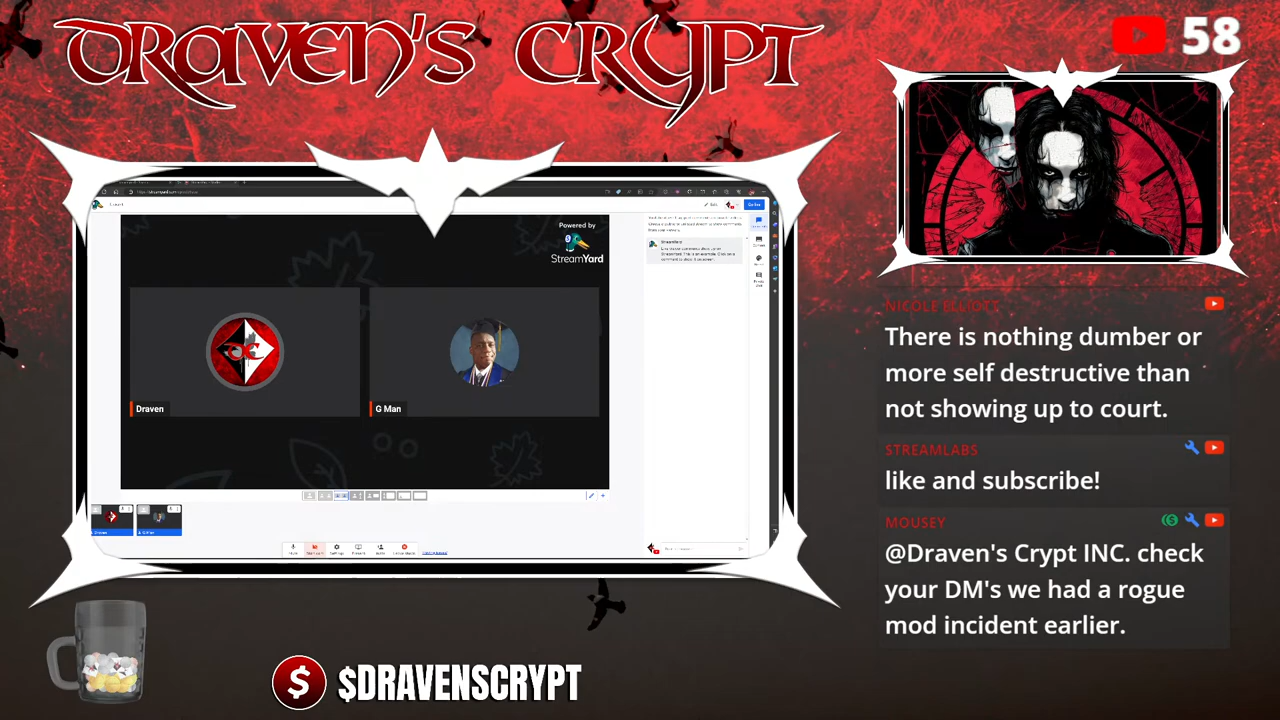 DRAVEN'S CRYPT
58
Powered by
StreamYard
Draven
G Man
NICOLE ELLIOTT
There is nothing dumber or
more self destructive than
not showing up to court.
STREAMLABS
like and subscribe!
MOUSEY
@Draven's Crypt INC. check
your DM's we had a rogue
mod incident earlier.
$ $DRAVENSCRYPT